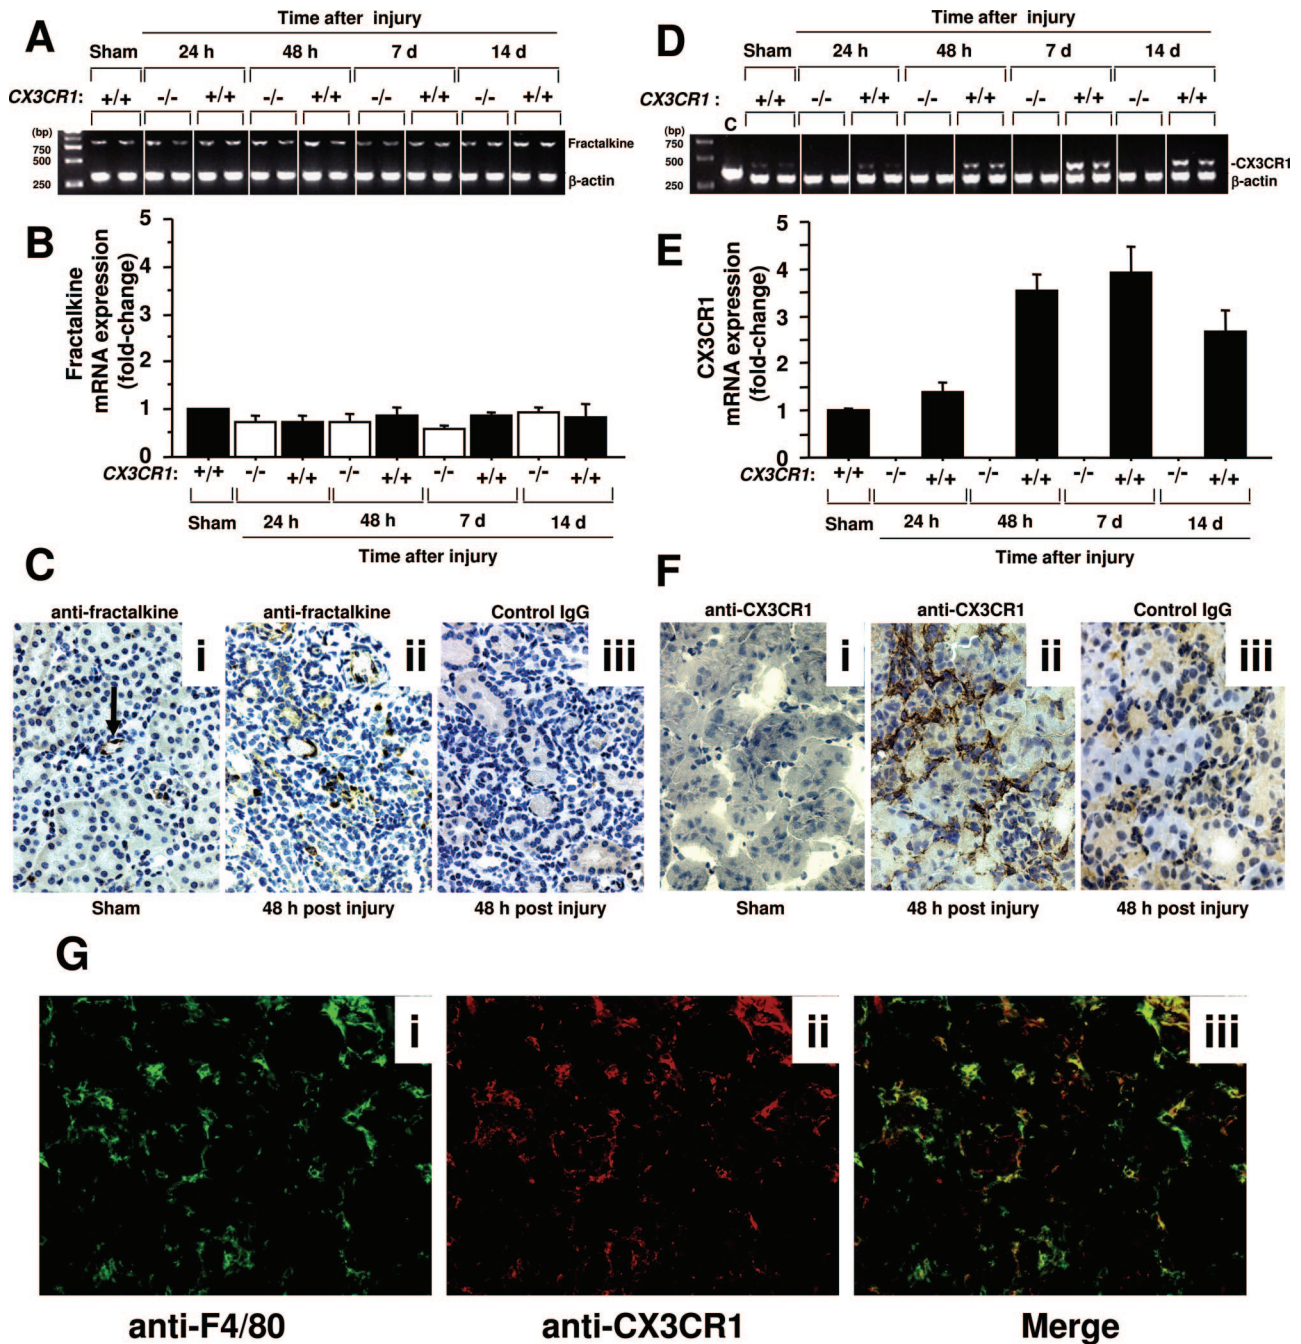 A
Time after injury
Sham 24 h 48 h 7 d 14 d
CX3CR1: +/+ -/- +/+ -/- +/+ -/- +/+ -/- +/+
(bp)
750
500
250
Fractalkine
β-actin
B
Fractalkine
mRNA expression
(fold-change)
5
4
3
2
1
0
CX3CR1: +/+ -/- +/+ -/- +/+ -/- +/+ -/- +/+
Sham 24 h 48 h 7 d 14 d
Time after injury
C
anti-fractalkine anti-fractalkine Control IgG
i ii iii
Sham 48 h post injury 48 h post injury
D
Time after injury
Sham 24 h 48 h 7 d 14 d
CX3CR1 : +/+ -/- +/+ -/- +/+ -/- +/+ -/- +/+
C
(bp)
750
500
250
-CX3CR1
β-actin
E
CX3CR1
mRNA expression
(fold-change)
5
4
3
2
1
0
CX3CR1: +/+ -/- +/+ -/- +/+ -/- +/+ -/- +/+
Sham 24 h 48 h 7 d 14 d
Time after injury
F
anti-CX3CR1 anti-CX3CR1 Control IgG
i ii iii
Sham 48 h post injury 48 h post injury
G
i ii iii
anti-F4/80 anti-CX3CR1 Merge